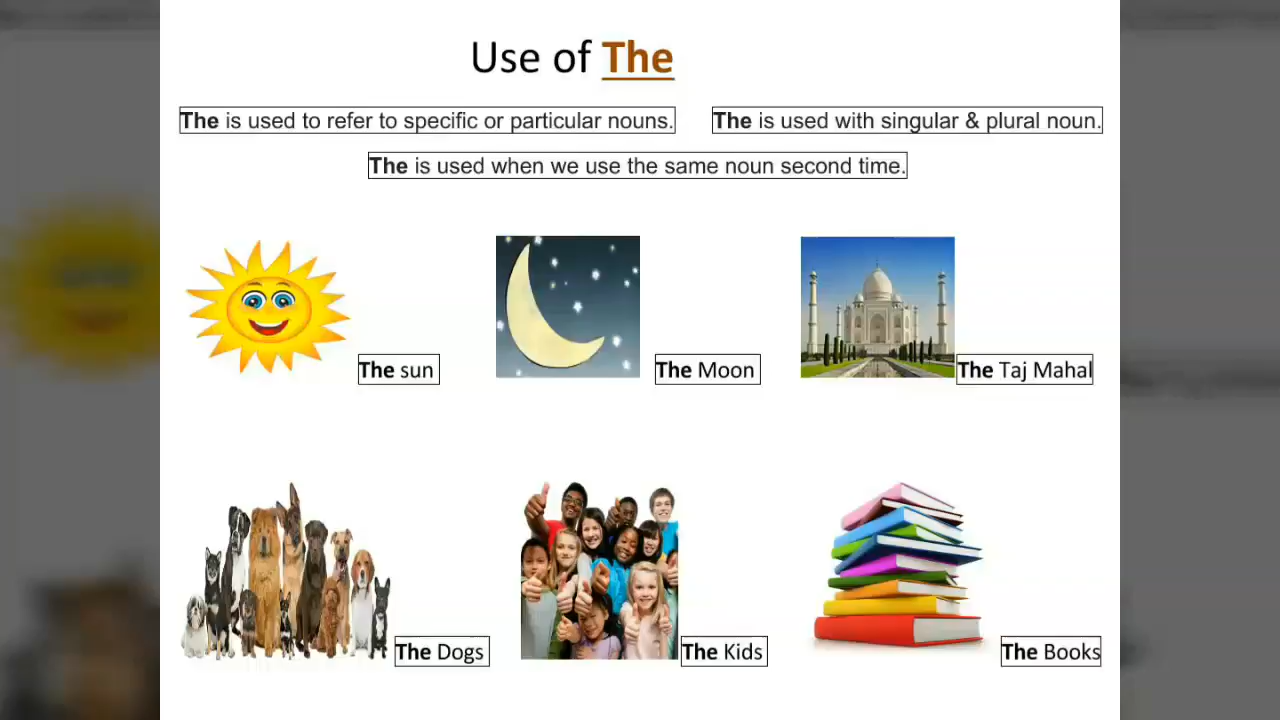 Use of The
The is used to refer to specific or particular nouns.
The is used with singular & plural noun.
The is used when we use the same noun second time.
The sun
The Moon
The Taj Mahal
The Dogs
The Kids
The Books